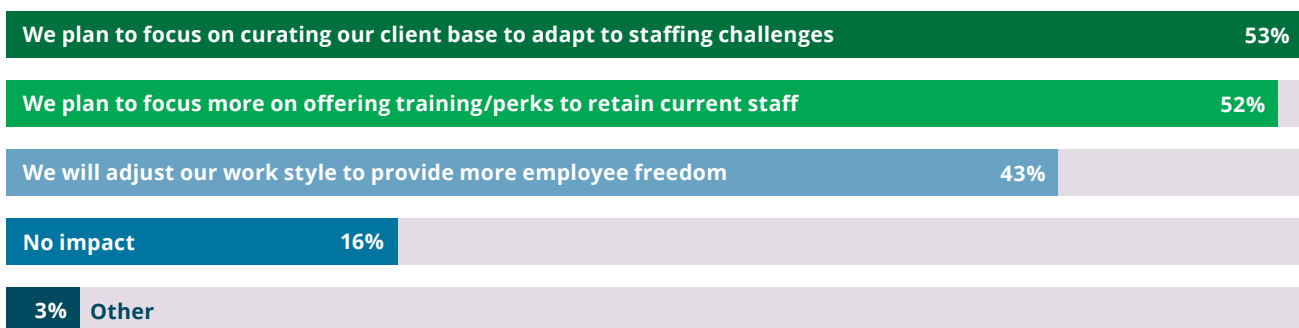 We plan to focus on curating our client base to adapt to staffing challenges 53%
We plan to focus more on offering training/perks to retain current staff 52%
We will adjust our work style to provide more employee freedom 43%
No impact 16%
3% Other